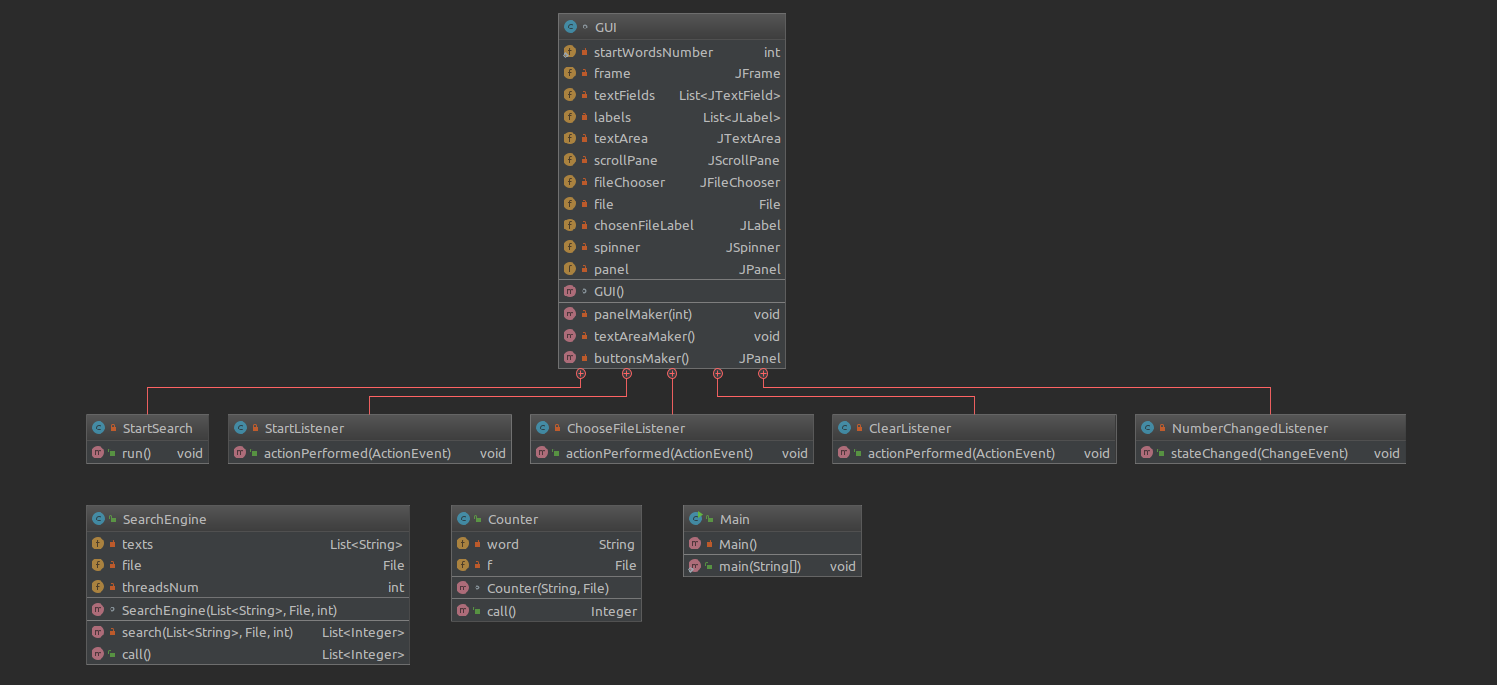 GUI
startWordsNumber int
frame JFrame
textFields List<JTextField>
labels List<JLabel>
textArea JTextArea
scrollPane JScrollPane
fileChooser JFileChooser
file File
chosenFileLabel JLabel
spinner JSpinner
panel JPanel
GUI()
panelMaker(int) void
textAreaMaker() void
buttonsMaker() JPanel
StartSearch
run() void
StartListener
actionPerformed(ActionEvent) void
ChooseFileListener
actionPerformed(ActionEvent) void
ClearListener
actionPerformed(ActionEvent) void
NumberChangedListener
stateChanged(ChangeEvent) void
SearchEngine
texts List<String>
file File
threadsNum int
SearchEngine(List<String>, File, int)
search(List<String>, File, int) List<Integer>
call() List<Integer>
Counter
word String
f File
Counter(String, File)
call() Integer
Main
Main()
main(String[]) void